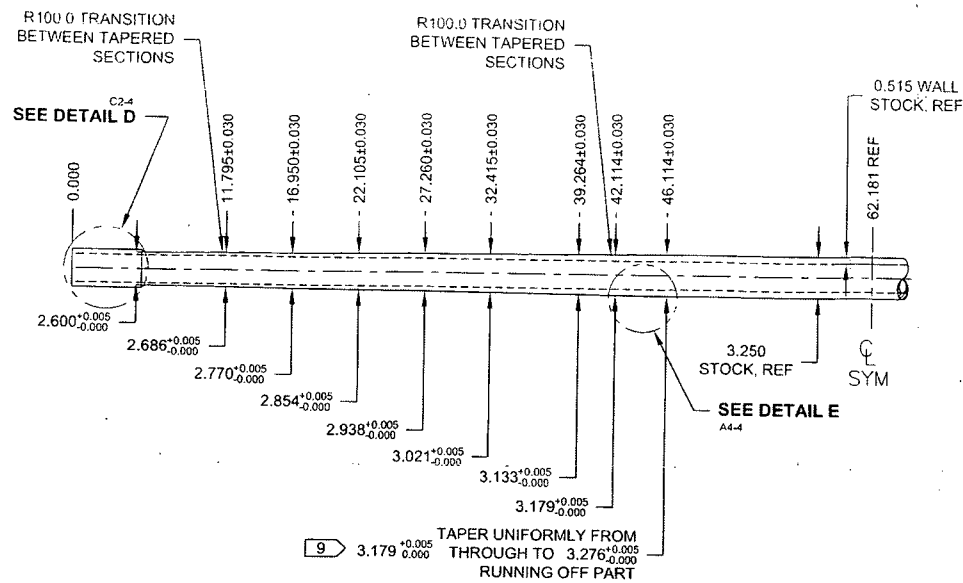 R100.0 TRANSITION
BETWEEN TAPERED
SECTIONS
R100.0 TRANSITION
BETWEEN TAPERED
SECTIONS
0.515 WALL
STOCK, REF
C2-4
SEE DETAIL D
0.000
11.795±0.030
16.950±0.030
22.105±0.030
27.260±0.030
32.415±0.030
39.264±0.030
42.114±0.030
46.114±0.030
62.181 REF
2.600 +0.005 -0.000
2.686 +0.005 -0.000
2.770 +0.005 -0.000
2.854 +0.005 -0.000
2.938 +0.005 -0.000
3.021 +0.005 -0.000
3.133 +0.005 -0.000
3.179 +0.005 -0.000
3.250
STOCK, REF
CL
SYM
SEE DETAIL E
A4-4
TAPER UNIFORMLY FROM
9 3.179 +0.005 0.000 THROUGH TO 3.276 +0.005 -0.000
RUNNING OFF PART